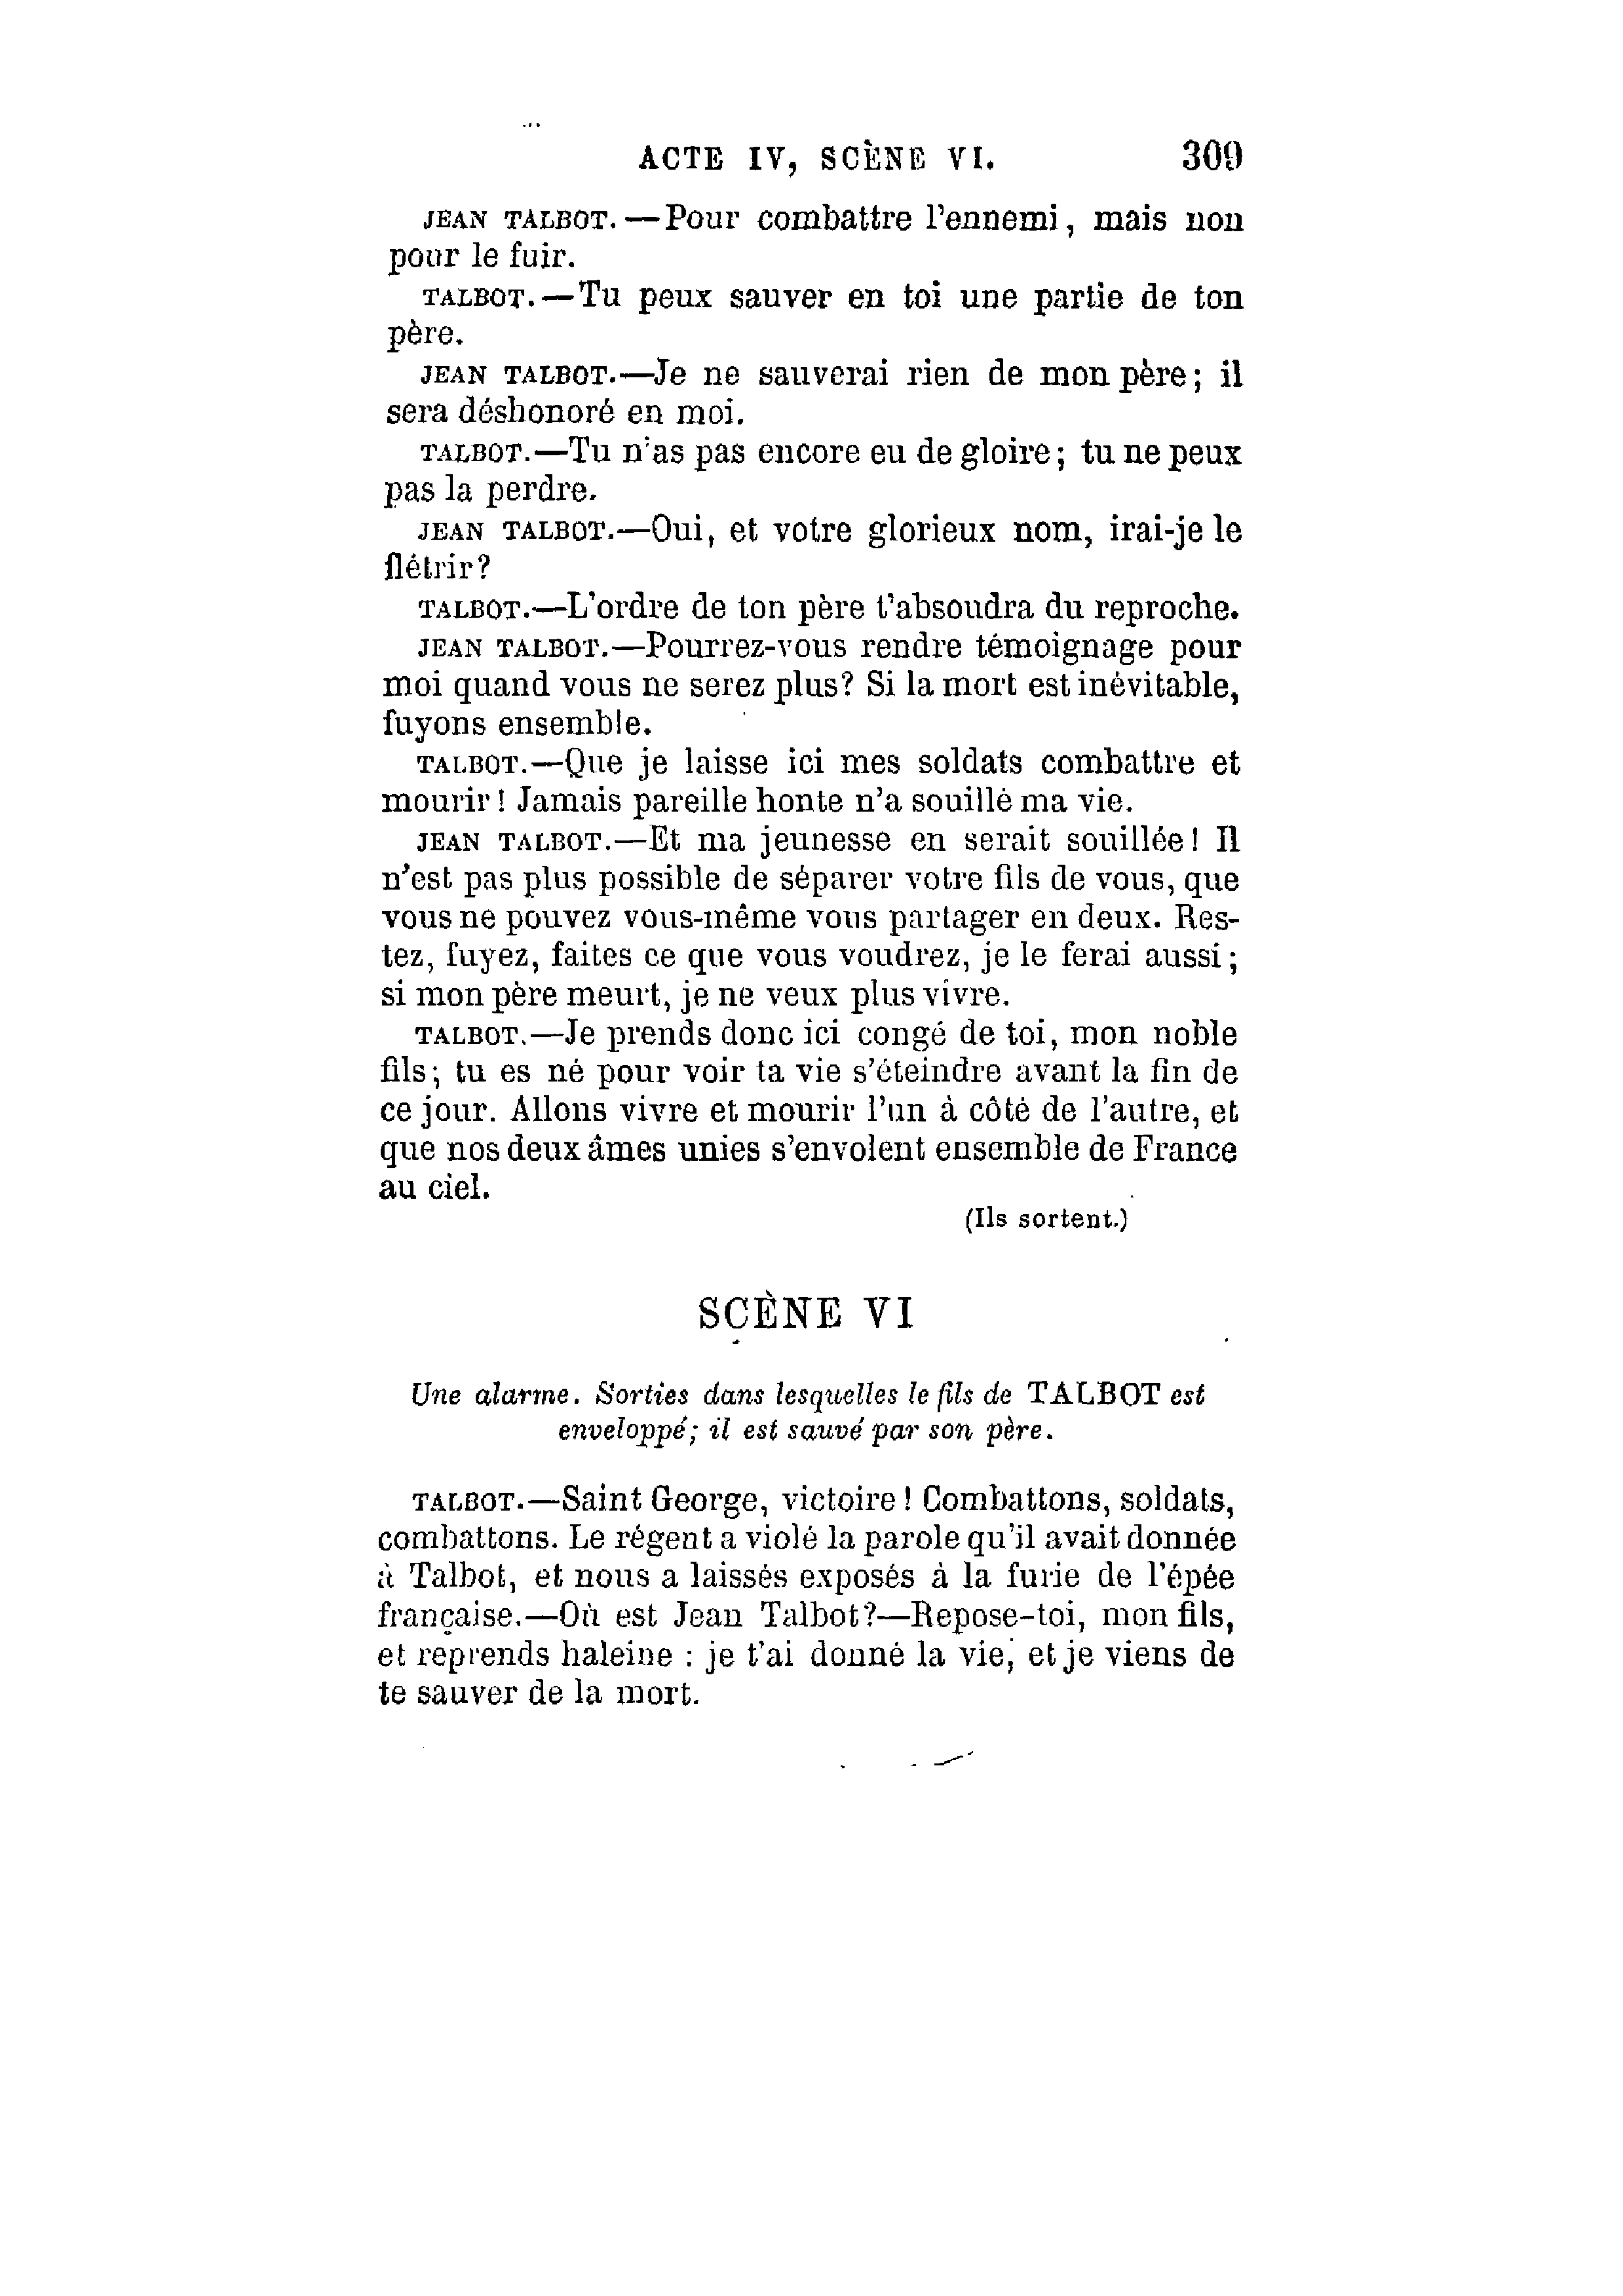 ACTE IV, SCÈNE VI. 309
JEAN TALBOT.—Pour combattre l'ennemi, mais non
pour le fuir.
TALBOT.—Tu peux sauver en toi une partie de ton
père.
JEAN TALBOT.—Je ne sauverai rien de mon père; il
sera déshonoré en moi.
TALBOT.—Tu n'as pas encore eu de gloire; tu ne peux
pas la perdre.
JEAN TALBOT.—Oui, et votre glorieux nom, irai-je le
flétrir?
TALBOT.—L'ordre de ton père t'absoudra du reproche.
JEAN TALBOT.—Pourrez-vous rendre témoignage pour
moi quand vous ne serez plus? Si la mort est inévitable,
fuyons ensemble.
TALBOT.—Que je laisse ici mes soldats combattre et
mourir! Jamais pareille honte n'a souillé ma vie.
JEAN TALBOT.—Et ma jeunesse en serait souillée! Il
n'est pas plus possible de séparer votre fils de vous, que
vous ne pouvez vous-même vous partager en deux. Res-
tez, fuyez, faites ce que vous voudrez, je le ferai aussi;
si mon père meurt, je ne veux plus vivre.
TALBOT.—Je prends donc ici congé de toi, mon noble
fils; tu es né pour voir ta vie s'éteindre avant la fin de
ce jour. Allons vivre et mourir l'un à côté de l'autre, et
que nos deux âmes unies s'envolent ensemble de France
au ciel.
(Ils sortent.)
SCÈNE VI
Une alarme. Sorties dans lesquelles le fils de TALBOT est
enveloppé; il est sauvé par son père.
TALBOT.—Saint George, victoire! Combattons, soldats,
combattons. Le régent a violé la parole qu'il avait donnée
à Talbot, et nous a laissés exposés à la furie de l'épée
française.—Où est Jean Talbot?—Repose-toi, mon fils,
et reprends haleine : je t'ai donné la vie, et je viens de
te sauver de la mort.